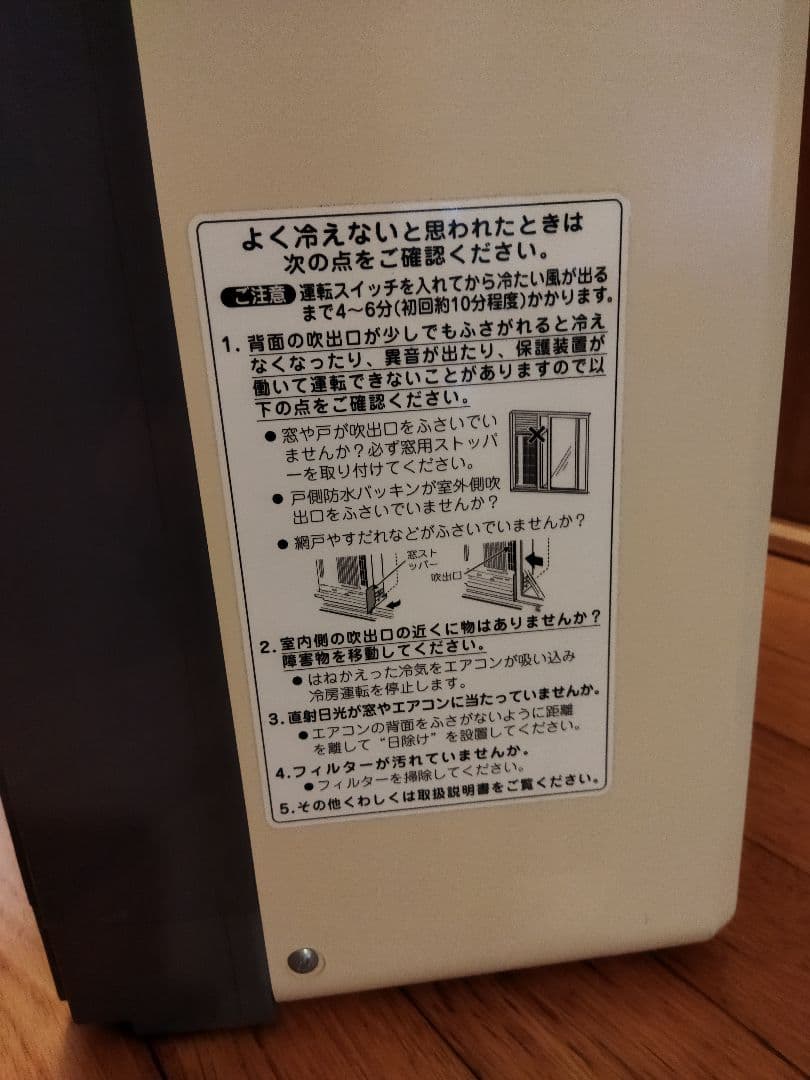 よく冷えないと思われたときは
次の点をご確認ください。
ご注意 運転スイッチを入れてから冷たい風が出る
まで4～6分(初回約10分程度)かかります。
1. 背面の吹出口が少しでもふさがれると冷え
なくなったり、異音が出たり、保護装置が
働いて運転できないことがありますので以
下の点をご確認ください。
● 窓や戸が吹出口をふさいでい
ませんか？必ず窓用ストッパ
ーを取り付けてください。
● 戸側防水パッキンが室外側吹
出口をふさいでいませんか？
● 網戸やすだれなどがふさいでいませんか？
窓スト
ッパー
吹出口
2. 室内側の吹出口の近くに物はありませんか？
障害物を移動してください。
● はねかえった冷気をエアコンが吸い込み
冷房運転を停止します。
3. 直射日光が窓やエアコンに当たっていませんか。
● エアコンの背面をふさがないように距離
を離して“日除け”を設置してください。
4. フィルターが汚れていませんか。
● フィルターを掃除してください。
5. その他くわしくは取扱説明書をご覧ください。